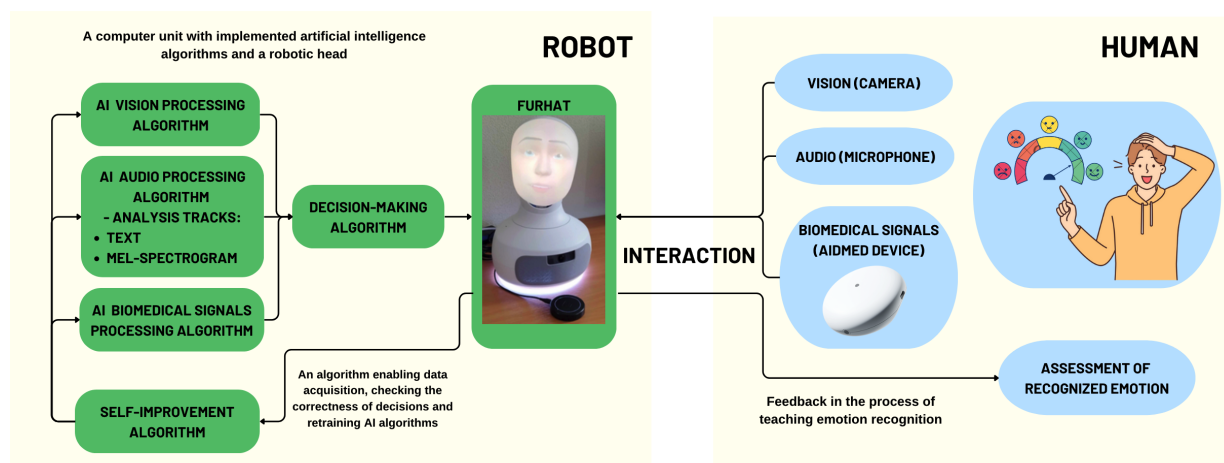 A computer unit with implemented artificial intelligence
algorithms and a robotic head
ROBOT
AI VISION PROCESSING
ALGORITHM
AI AUDIO PROCESSING
ALGORITHM
- ANALYSIS TRACKS:
• TEXT
• MEL-SPECTROGRAM
AI BIOMEDICAL SIGNALS
PROCESSING ALGORITHM
SELF-IMPROVEMENT
ALGORITHM
DECISION-MAKING
ALGORITHM
FURHAT
An algorithm enabling data
acquisition, checking the
correctness of decisions and
retraining AI algorithms
INTERACTION
HUMAN
VISION (CAMERA)
AUDIO (MICROPHONE)
BIOMEDICAL SIGNALS
(AIDMED DEVICE)
ASSESSMENT OF
RECOGNIZED EMOTION
Feedback in the process of
teaching emotion recognition